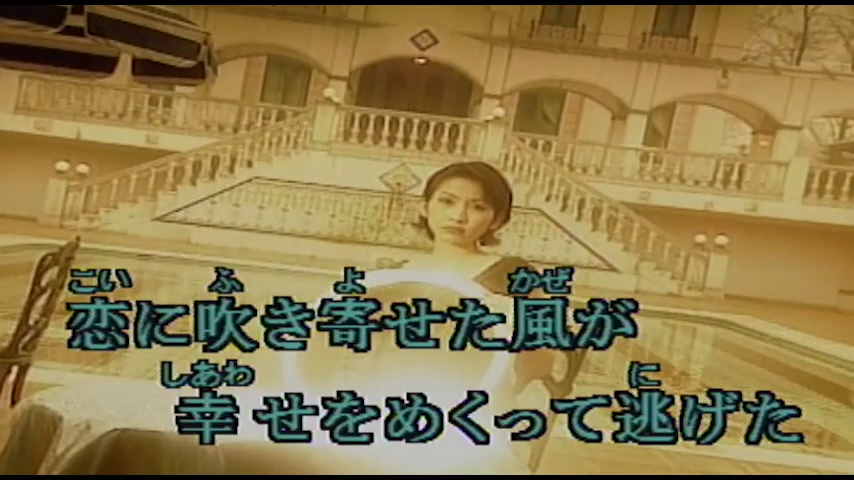 こい ふ よ かぜ
恋に吹き寄せた風が
しあわ に
幸せをめくって逃げた